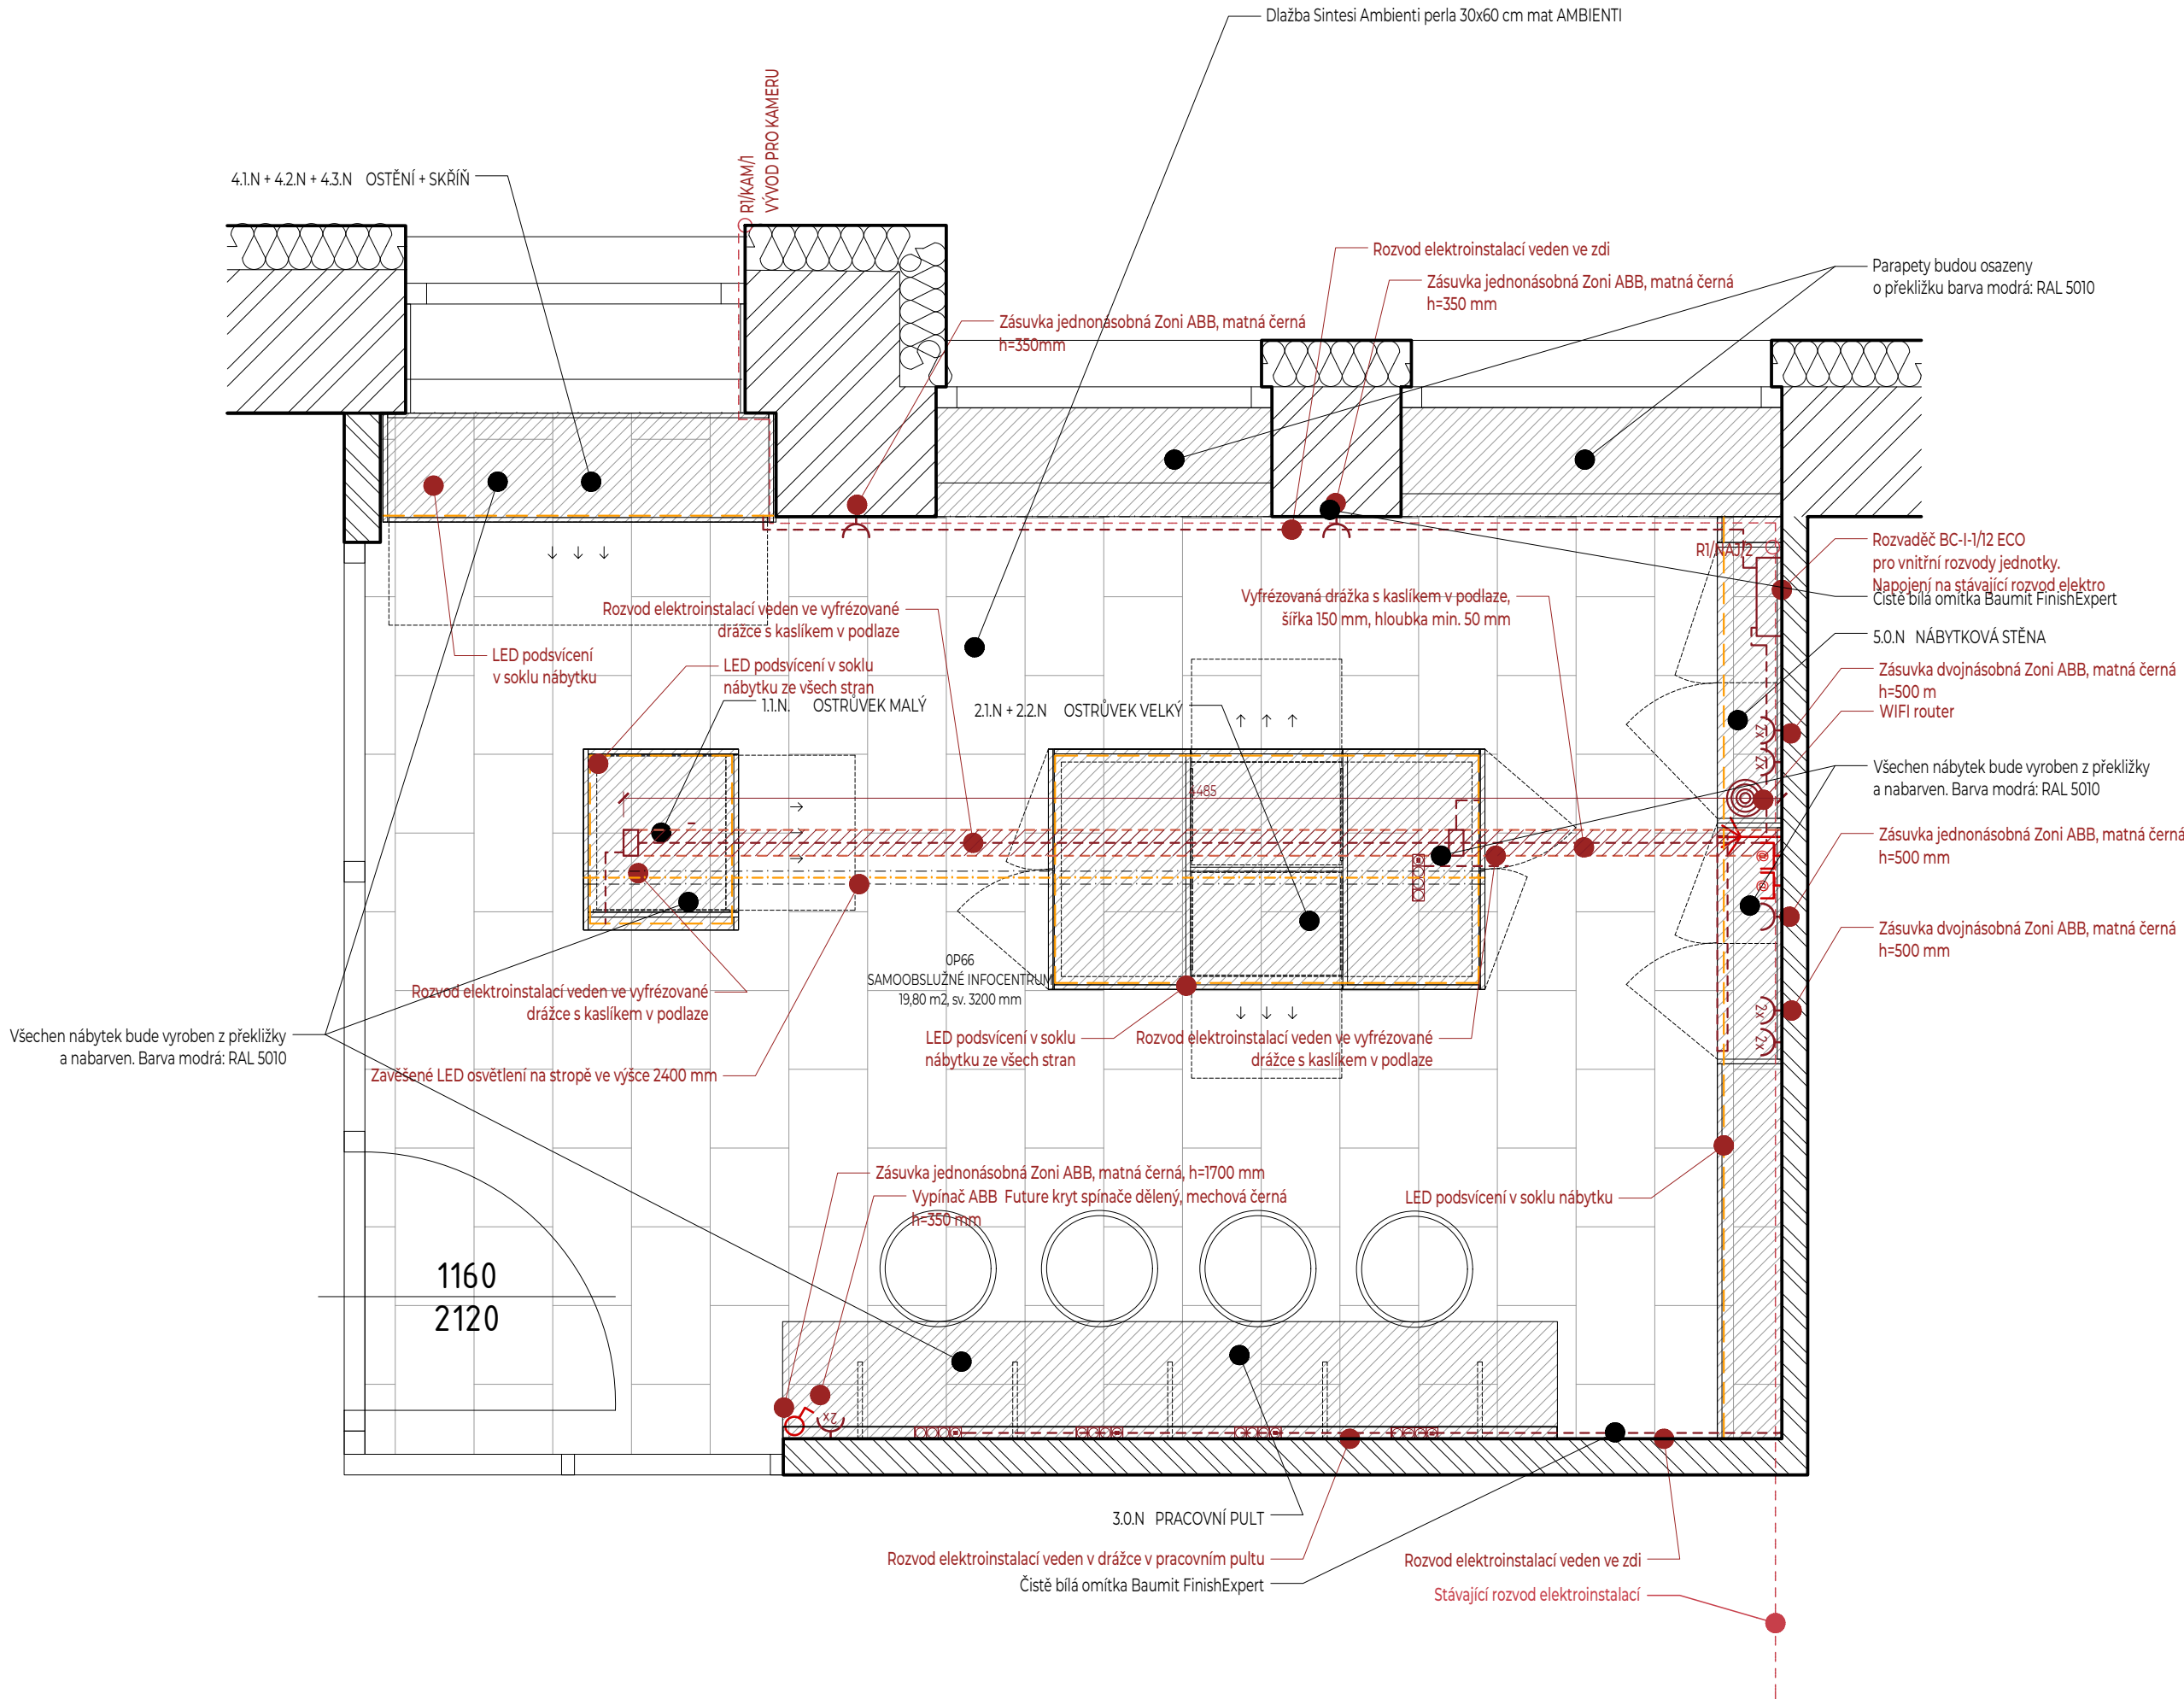 Dlažba Sintesi Ambienti perla 30x60 cm mat AMBIENTI
R1/KAM/1
VÝVOD PRO KAMERU
4.1.N + 4.2.N + 4.3.N OSTĚNÍ + SKŘÍŇ
Rozvod elektroinstalací veden ve zdi
Zásuvka jednonásobná Zoni ABB, matná černá
h=350 mm
Parapety budou osazeny
o překližku barva modrá: RAL 5010
Zásuvka jednonásobná Zoni ABB, matná černá
h=350mm
R1/NAJ/2
Rozvaděč BC-I-1/12 ECO
pro vnitřní rozvody jednotky.
Napojení na stávající rozvod elektro
Čistě bílá omítka Baumit FinishExpert
5.0.N NÁBYTKOVÁ STĚNA
Zásuvka dvojnásobná Zoni ABB, matná černá
h=500 m
WIFI router
Všechen nábytek bude vyroben z překližky
a nabarven. Barva modrá: RAL 5010
Zásuvka jednonásobná Zoni ABB, matná černá
h=500 mm
Zásuvka dvojnásobná Zoni ABB, matná černá
h=500 mm
Rozvod elektroinstalací veden ve vyfrézované
drážce s kaslíkem v podlaze
Vyfrézovaná drážka s kaslíkem v podlaze,
šířka 150 mm, hloubka min. 50 mm
LED podsvícení
v soklu nábytku
LED podsvícení v soklu
nábytku ze všech stran
1.1.N. OSTRŮVEK MALÝ
2.1.N + 2.2.N OSTRŮVEK VELKÝ
4485
2x
2x
@
@
2x
2x
0P66
SAMOOBSLUŽNÉ INFOCENTRUM
19,80 m2, sv. 3200 mm
Rozvod elektroinstalací veden ve vyfrézované
drážce s kaslíkem v podlaze
Všechen nábytek bude vyroben z překližky
a nabarven. Barva modrá: RAL 5010
LED podsvícení v soklu
nábytku ze všech stran
Rozvod elektroinstalací veden ve vyfrézované
drážce s kaslíkem v podlaze
Zavěšené LED osvětlení na stropě ve výšce 2400 mm
Zásuvka jednonásobná Zoni ABB, matná černá, h=1700 mm
Vypínač ABB Future kryt spínače dělený, mechová černá
h=350 mm
LED podsvícení v soklu nábytku
1160
2120
2x
3.0.N PRACOVNÍ PULT
Rozvod elektroinstalací veden v drážce v pracovním pultu
Čistě bílá omítka Baumit FinishExpert
Rozvod elektroinstalací veden ve zdi
Stávající rozvod elektroinstalací